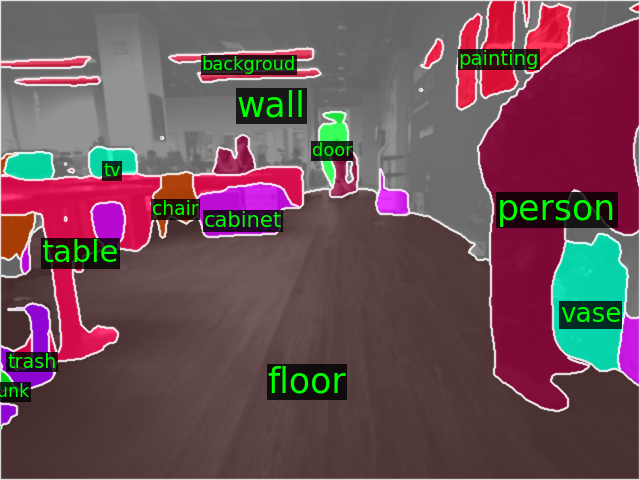 backgroud
painting
wall
door
tv
chair
cabinet
person
table
vase
trash
floor
unk